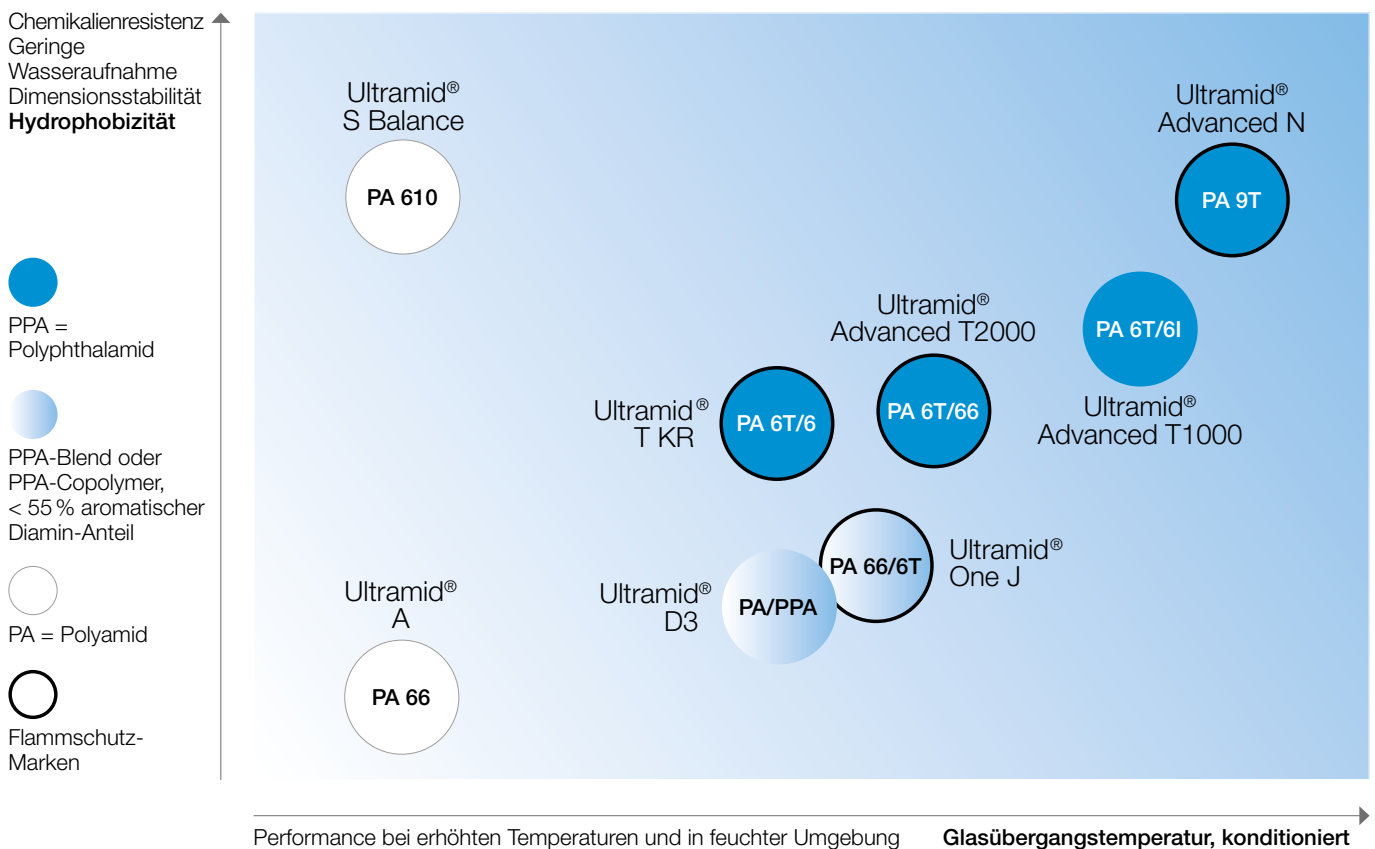 Chemikalienresistenz
Geringe
Wasseraufnahme
Dimensionsstabilität
Hydrophobizität
PPA =
Polyphthalamid
PPA-Blend oder
PPA-Copolymer,
< 55 % aromatischer
Diamin-Anteil
PA = Polyamid
Flammschutz-
Marken
Ultramid®
S Balance
PA 610
Ultramid®
Advanced N
PA 9T
Ultramid®
Advanced T2000
PA 6T/66
PA 6T/6I
Ultramid®
Advanced T1000
Ultramid®
T KR
PA 6T/6
Ultramid®
One J
PA 66/6T
Ultramid®
D3
PA/PPA
Ultramid®
A
PA 66
Performance bei erhöhten Temperaturen und in feuchter Umgebung Glasübergangstemperatur, konditioniert